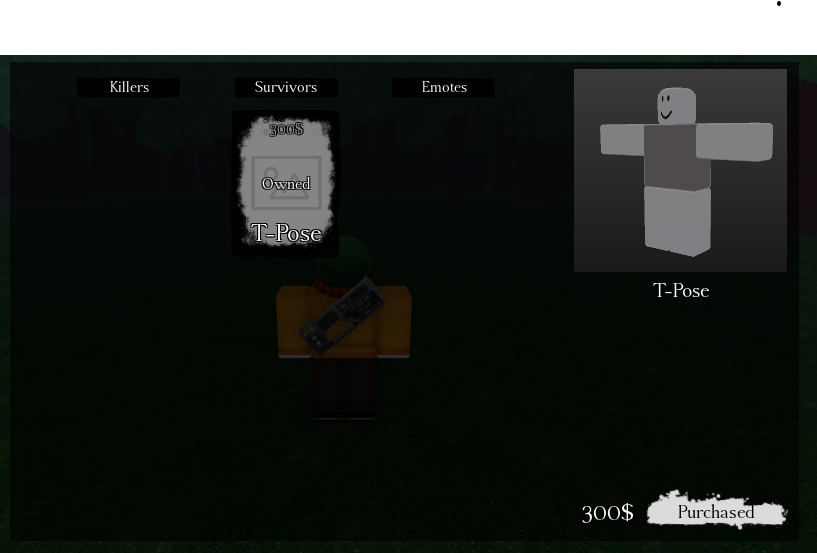 Killers
Survivors
Emotes
300$
Owned
T-Pose
T-Pose
300$
Purchased